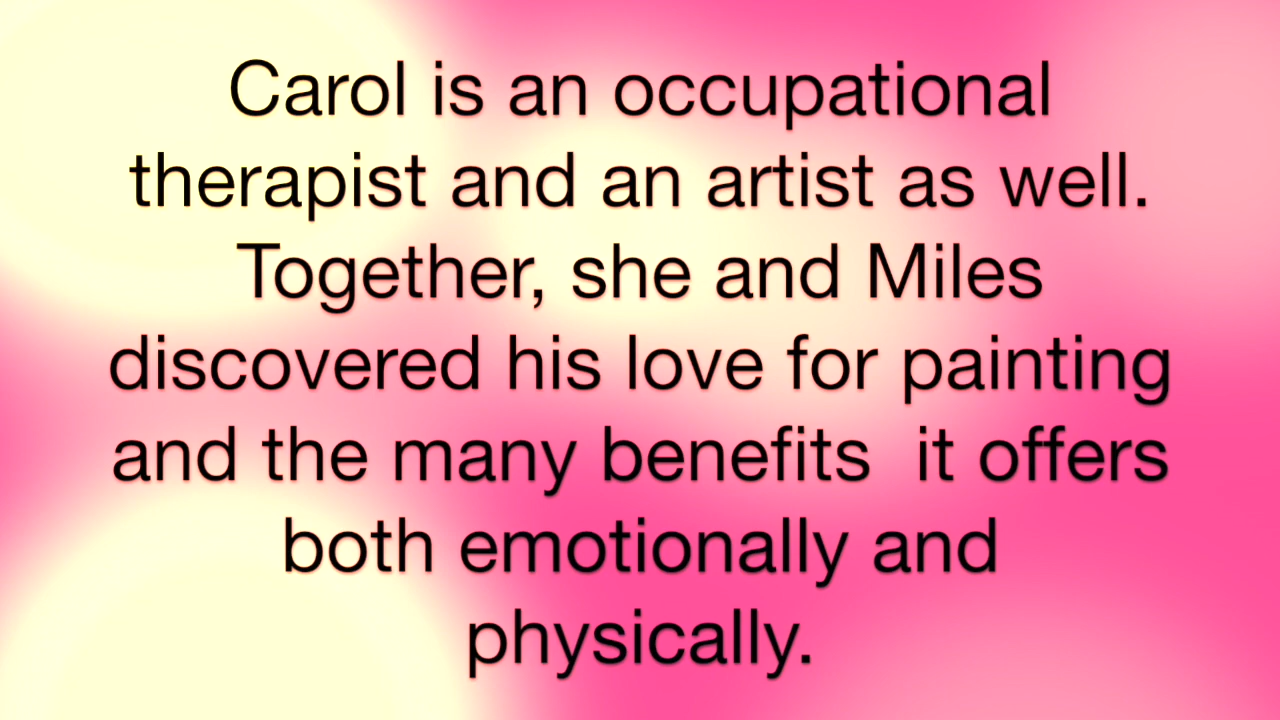 Carol is an occupational
therapist and an artist as well.
Together, she and Miles
discovered his love for painting
and the many benefits  it offers
both emotionally and
physically.